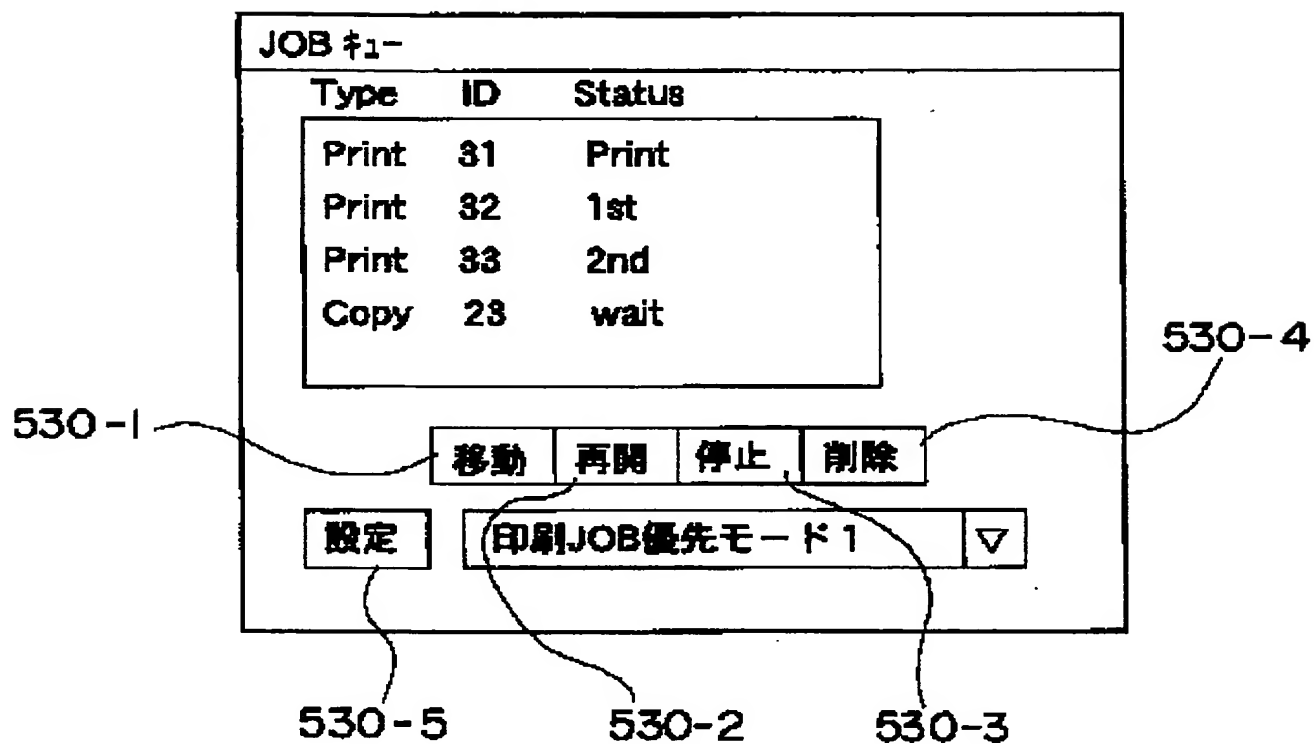 JOB ｷｭｰ
Type ID Status
Print 31 Print
Print 32 1st
Print 33 2nd
Copy 23 wait
530-4
530-1
移動 再開 停止 削除
設定 印刷JOB優先モード1 ▽
530-5 530-2 530-3